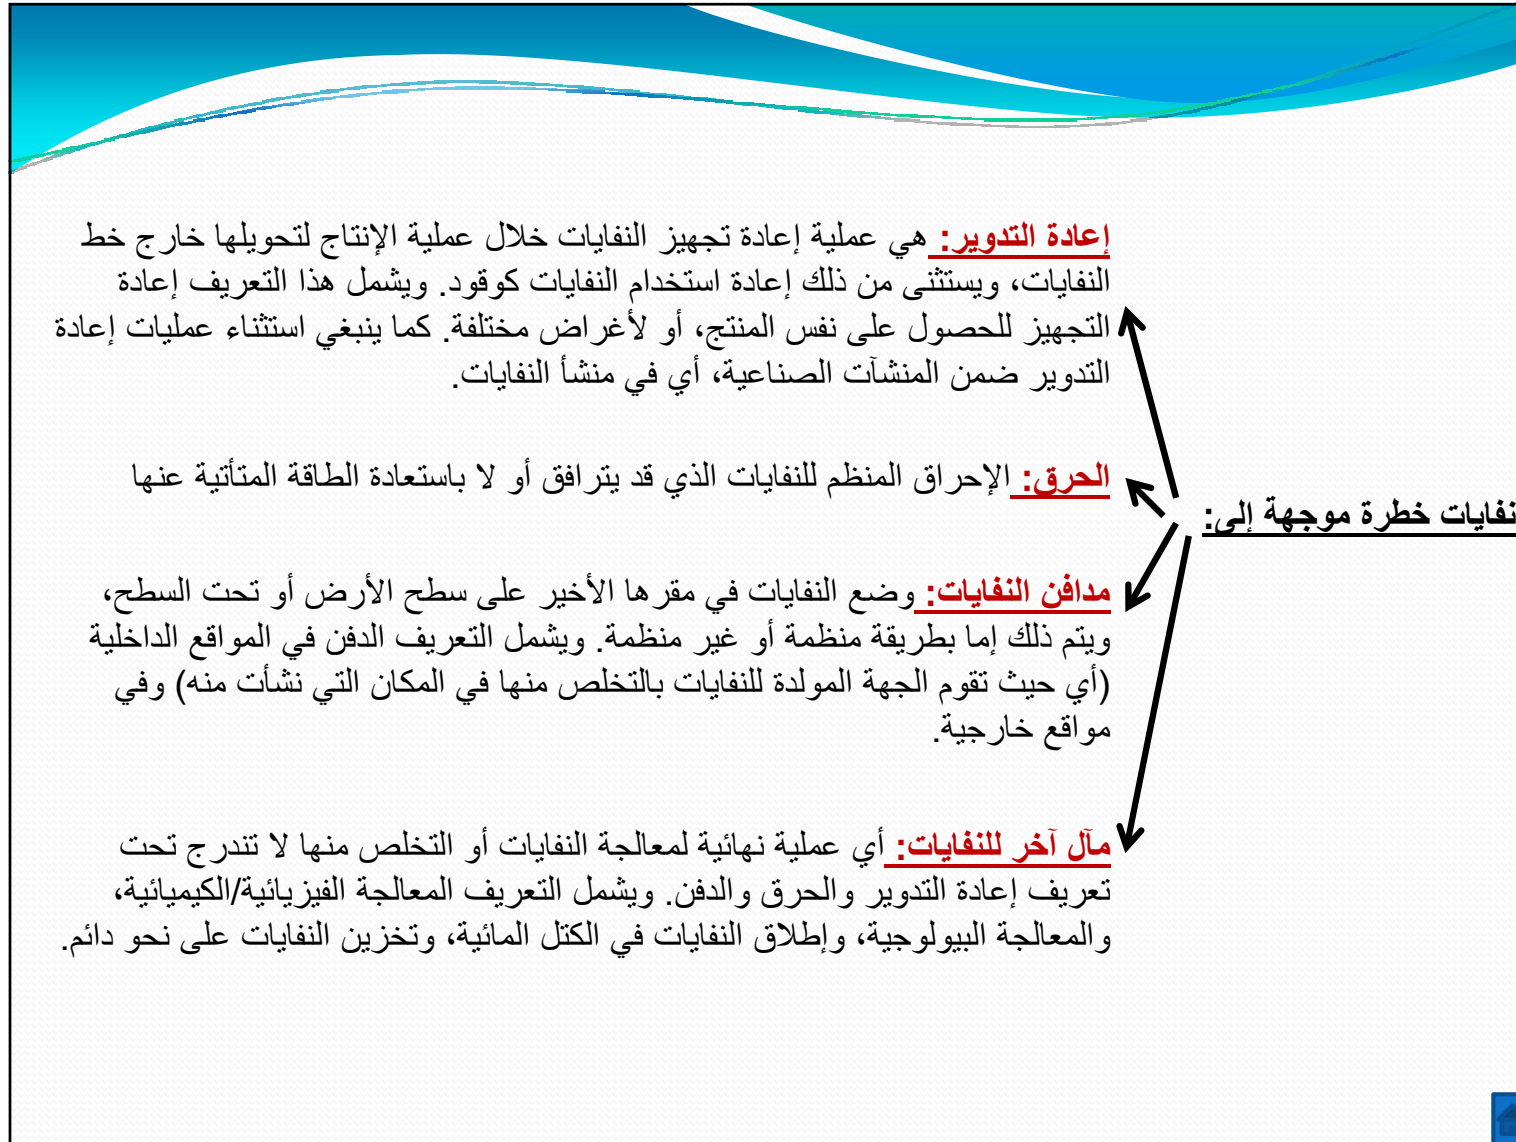 إعادة التدوير: هي عملية إعادة تجهيز النفايات خلال عملية الإنتاج لتحويلها خارج خط
النفايات، ويستثنى من ذلك إعادة استخدام النفايات كوقود. ويشمل هذا التعريف إعادة
التجهيز للحصول على نفس المنتج، أو لأغراض مختلفة. كما ينبغي استثناء عمليات إعادة
التدوير ضمن المنشآت الصناعية، أي في منشأ النفايات.
الحرق: الإحراق المنظم للنفايات الذي قد يترافق أو لا باستعادة الطاقة المتأتية عنها
نفايات خطرة موجهة إلى:
مدافن النفايات: وضع النفايات في مقرها الأخير على سطح الأرض أو تحت السطح،
ويتم ذلك إما بطريقة منظمة أو غير منظمة. ويشمل التعريف الدفن في المواقع الداخلية
(أي حيث تقوم الجهة المولدة للنفايات بالتخلص منها في المكان التي نشأت منه) وفي
مواقع خارجية.
مآل آخر للنفايات: أي عملية نهائية لمعالجة النفايات أو التخلص منها لا تندرج تحت
تعريف إعادة التدوير والحرق والدفن. ويشمل التعريف المعالجة الفيزيائية/الكيميائية،
والمعالجة البيولوجية، وإطلاق النفايات في الكتل المائية، وتخزين النفايات على نحو دائم.